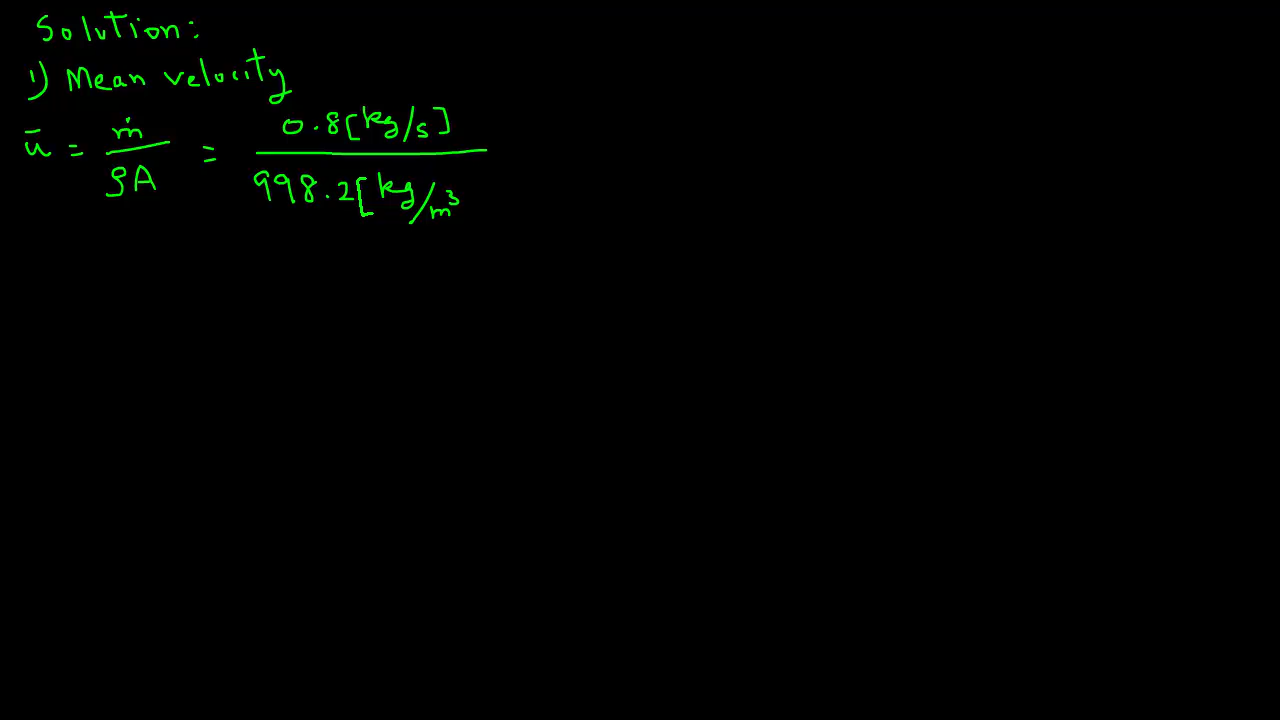 Solution:
1) Mean velocity
ū = ṁ/ρA = 0.8[kg/s]/998.2[kg/m³